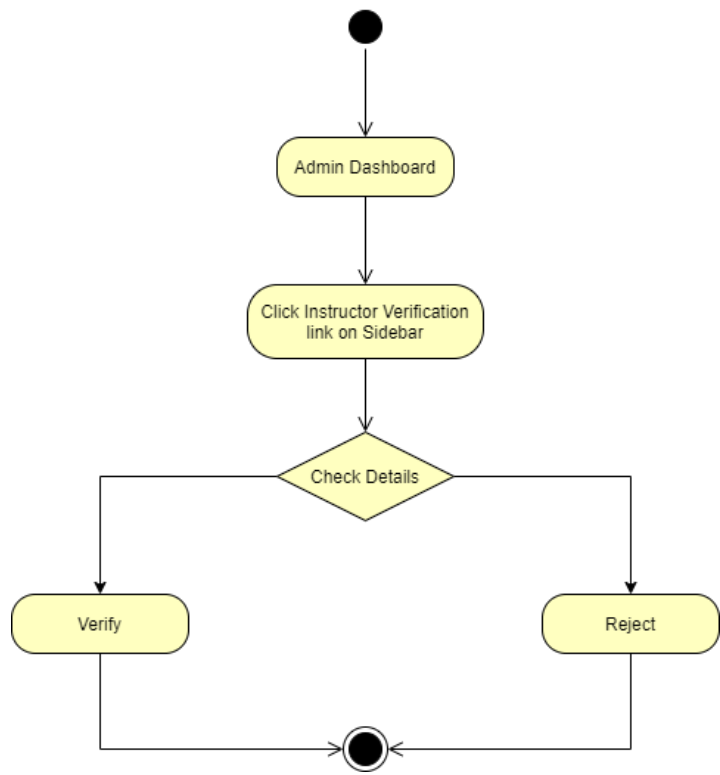 Admin Dashboard
Click Instructor Verification
link on Sidebar
Check Details
Verify
Reject